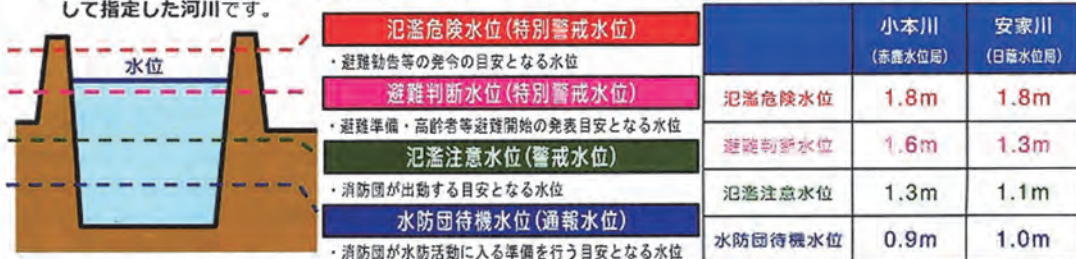 して指定した河川です。
水位
氾濫危険水位(特別警戒水位)
・避難勧告等の発令の目安となる水位
避難判断水位(特別警戒水位)
・避難準備・高齢者等避難開始の発表目安となる水位
氾濫注意水位(警戒水位)
・消防団が出動する目安となる水位
水防団待機水位(通報水位)
・消防団が水防活動に入る準備を行う目安となる水位
小本川 安家川
(赤鹿水位局) (日蔭水位局)
氾濫危険水位 1.8m 1.8m
避難判断水位 1.6m 1.3m
氾濫注意水位 1.3m 1.1m
水防団待機水位 0.9m 1.0m